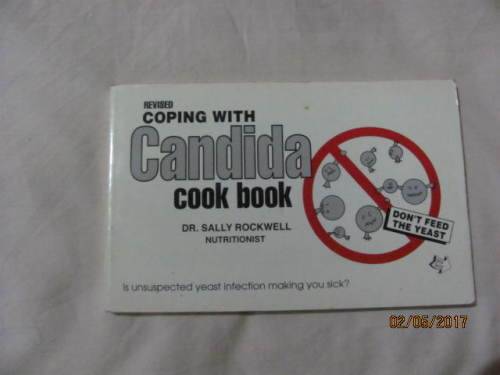 REVISED
COPING WITH
Candida
cook book
DR. SALLY ROCKWELL
NUTRITIONIST
DON'T FEED
THE YEAST
Is unsuspected yeast infection making you sick?
02/05/2017